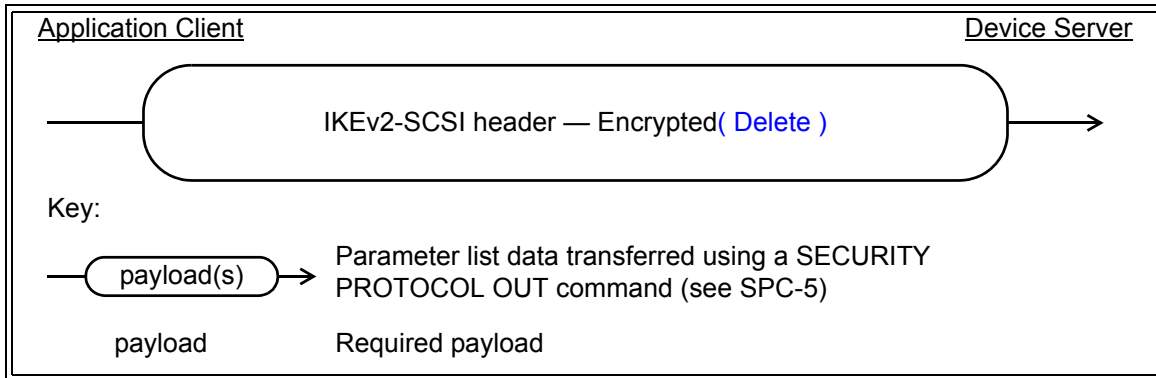 Application Client Device Server
IKEv2-SCSI header — Encrypted( Delete )
Key:
payload(s) Parameter list data transferred using a SECURITY
PROTOCOL OUT command (see SPC-5)
payload Required payload